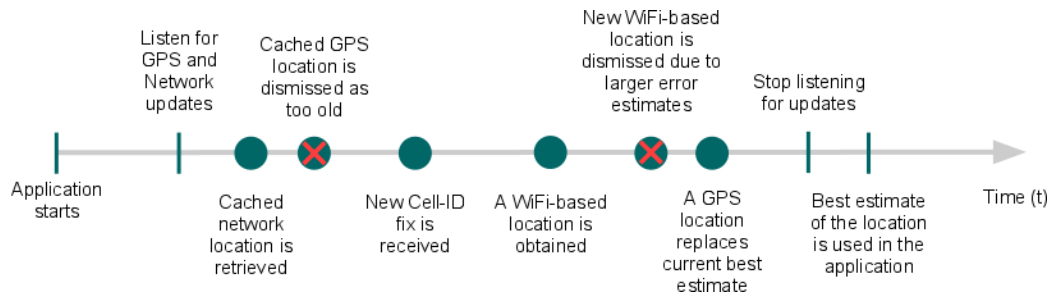 Application
starts
Listen for
GPS and
Network
updates
Cached
network
location is
retrieved
Cached GPS
location is
dismissed as
too old
New Cell-ID
fix is
received
A WiFi-based
location is
obtained
New WiFi-based
location is
dismissed due to
larger error
estimates
A GPS
location
replaces
current best
estimate
Stop listening
for updates
Best estimate
of the location
is used in the
application
Time (t)